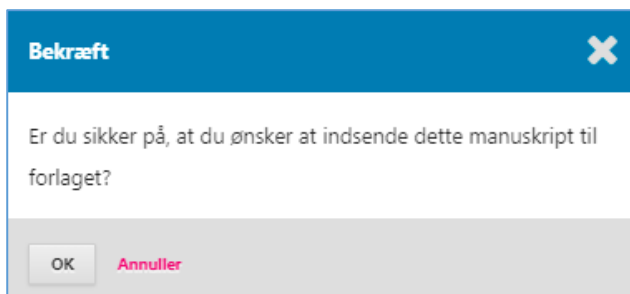 Bekræft
Er du sikker på, at du ønsker at indsende dette manuskript til
forlaget?
OK Annuller